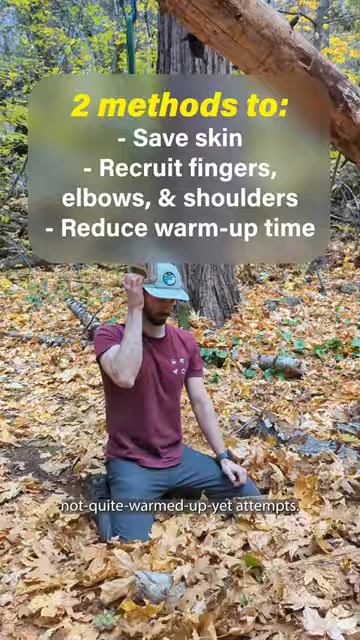 2 methods to:
- Save skin
- Recruit fingers,
elbows, & shoulders
- Reduce warm-up time
not-quite-warmed-up-yet attempts.